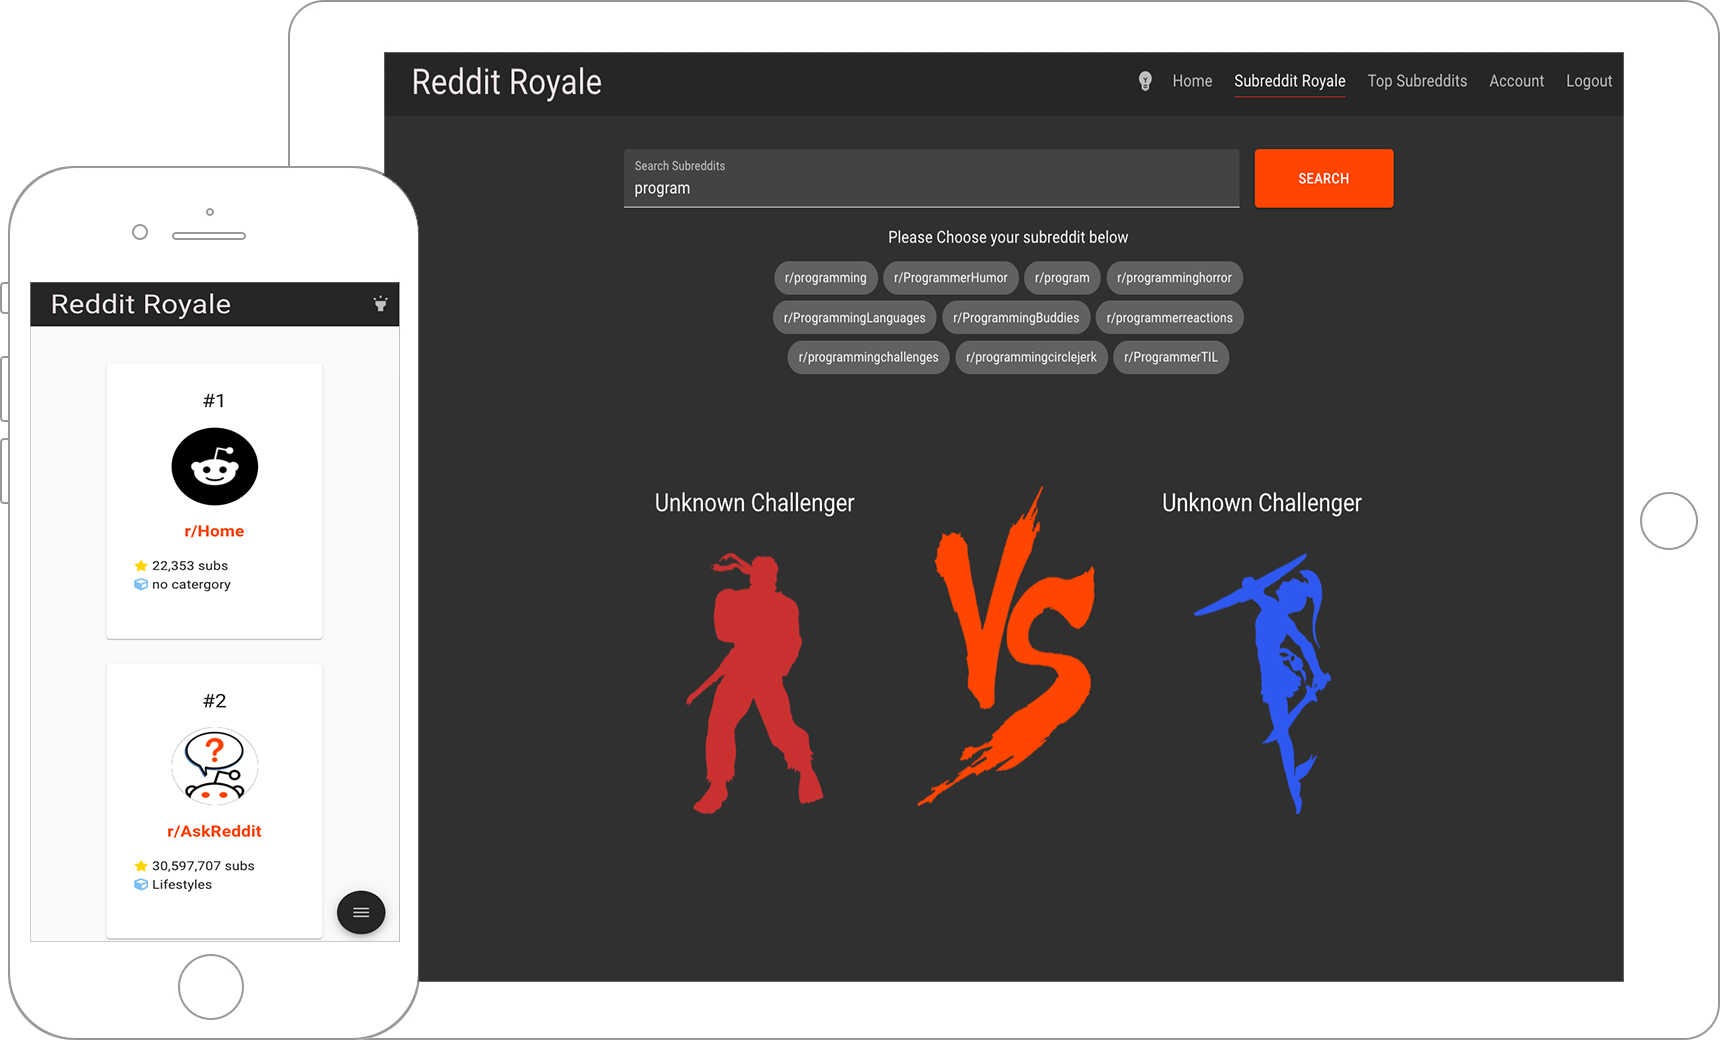 Reddit Royale
Home Subreddit Royale Top Subreddits Account Logout
Search Subreddits
program
SEARCH
Please Choose your subreddit below
r/programming r/ProgrammerHumor r/program r/programminghorror
r/ProgrammingLanguages r/ProgrammingBuddies r/programmerreactions
r/programmingchallenges r/programmingcirclejerk r/ProgrammerTIL
Unknown Challenger
VS
Unknown Challenger
Reddit Royale
#1
r/Home
22,353 subs
no catergory
#2
?
r/AskReddit
30,597,707 subs
Lifestyles